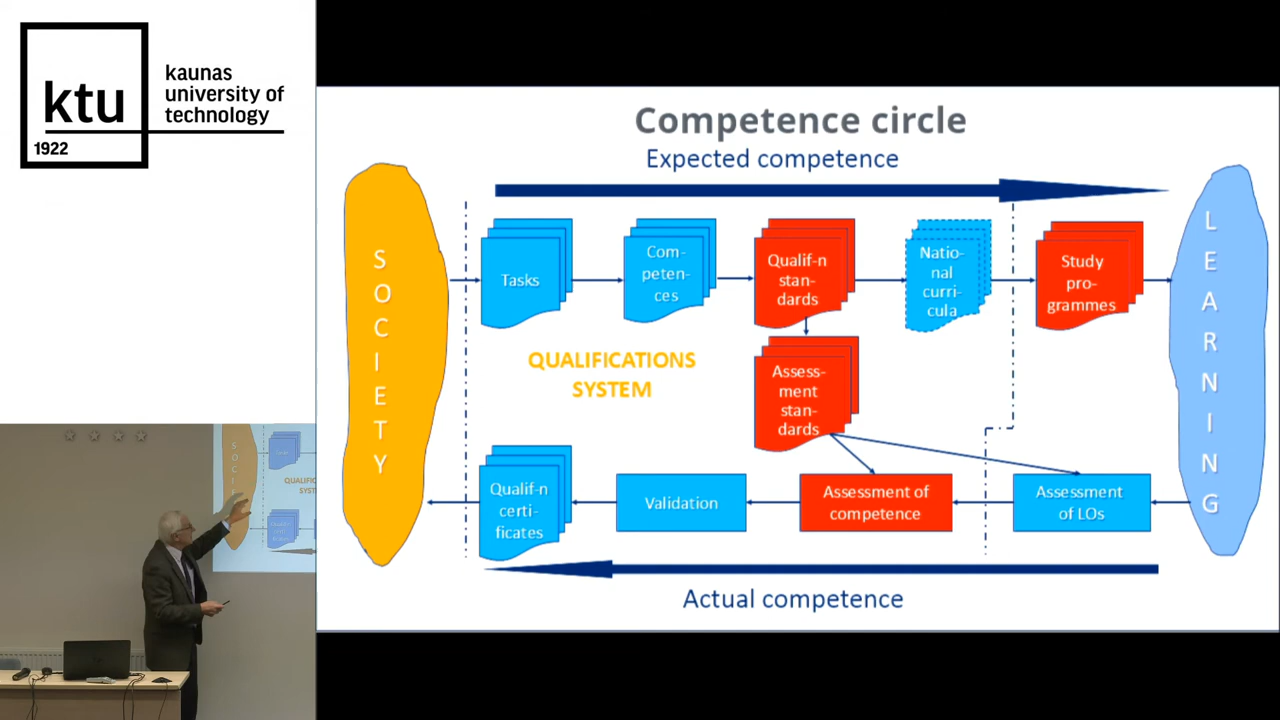 ktu
1922
kaunas
university of
technology
Competence circle
Expected competence
SOCIETY
Tasks
Com-
peten-
ces
Qualif-n
stan-
dards
Natio-
nal
curri-
cula
Study
pro-
grammes
LEARNING
QUALIFICATIONS
SYSTEM
Assess-
ment
stan-
dards
Qualif-n
certi-
ficates
Validation
Assessment of
competence
Assessment
of LOs
Actual competence